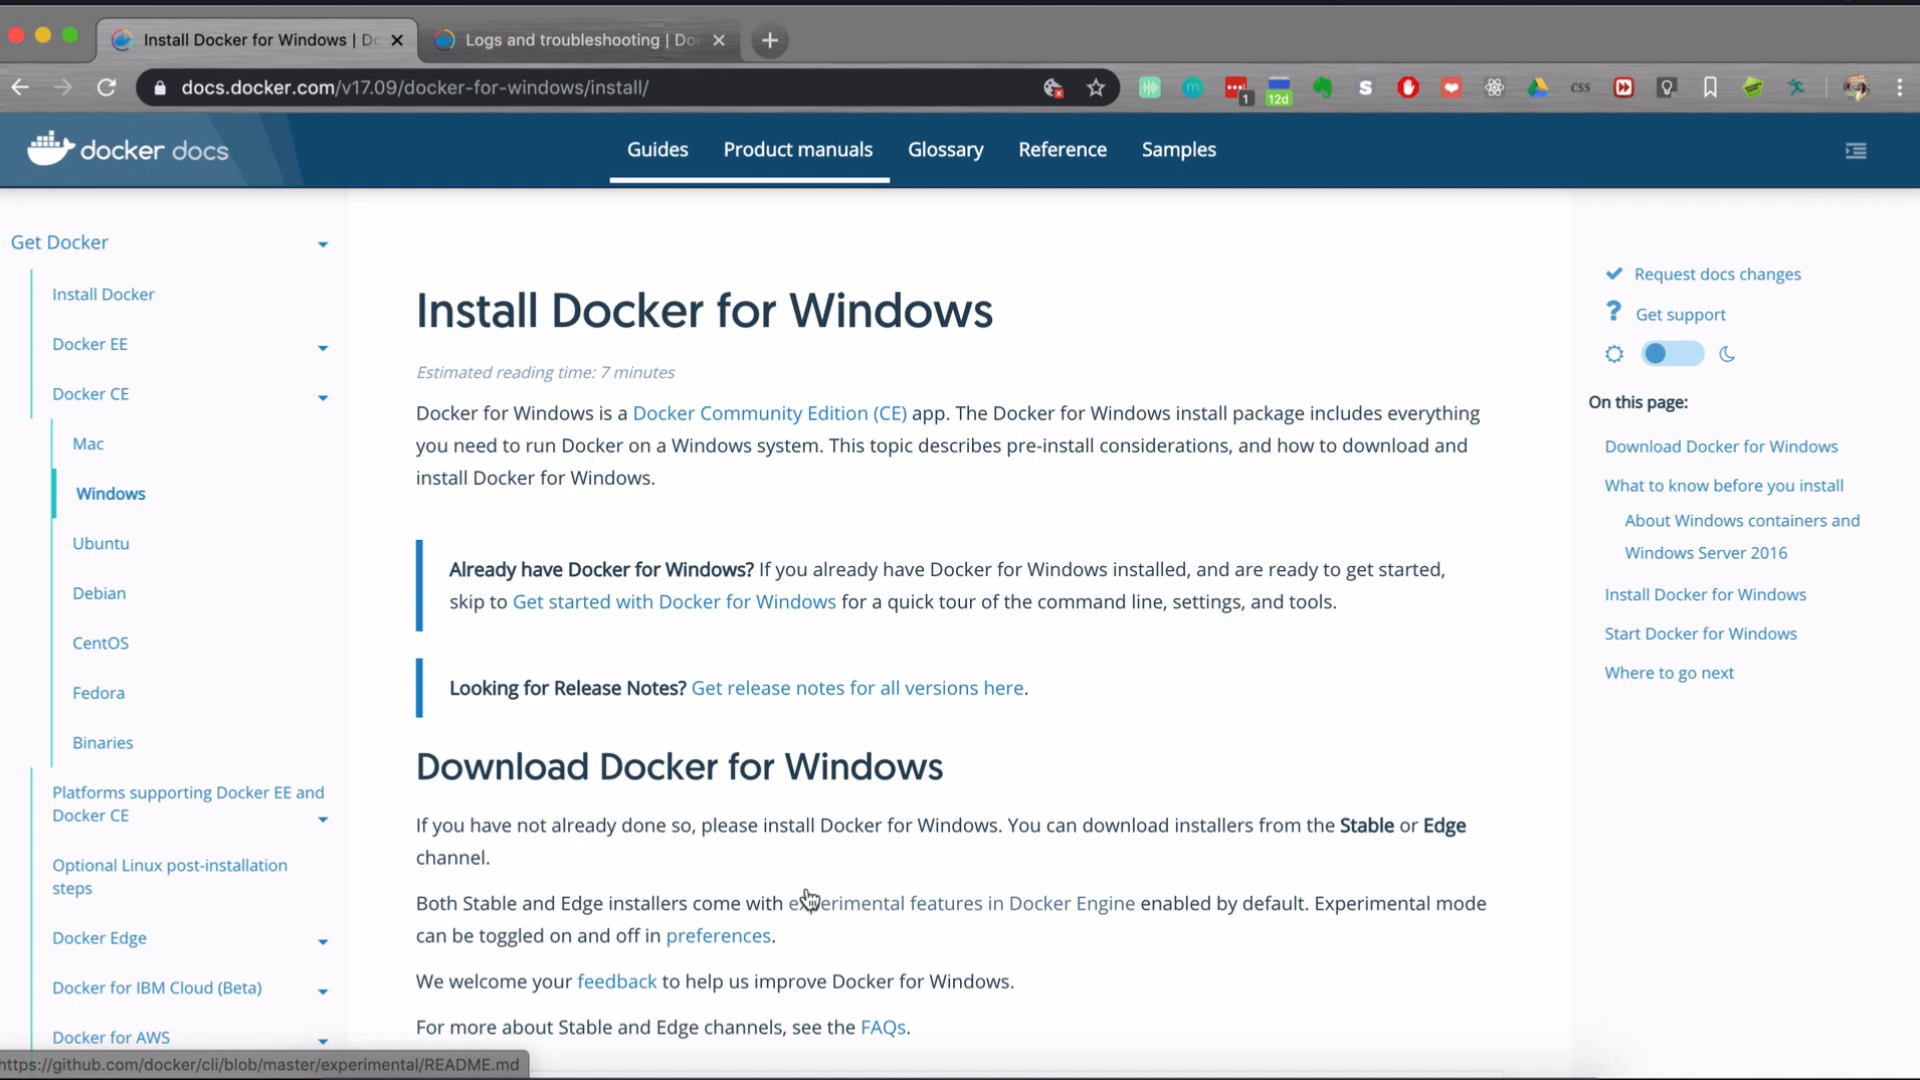 Install Docker for Windows | Do
Logs and troubleshooting | Doc
docs.docker.com/v17.09/docker-for-windows/install/
1
12d
S
CSS
docker docs
Guides
Product manuals
Glossary
Reference
Samples
Get Docker
Install Docker
Docker EE
Docker CE
Mac
Windows
Ubuntu
Debian
CentOS
Fedora
Binaries
Platforms supporting Docker EE and
Docker CE
Optional Linux post-installation
steps
Docker Edge
Docker for IBM Cloud (Beta)
Docker for AWS
https://github.com/docker/cli/blob/master/experimental/README.md
Install Docker for Windows
Estimated reading time: 7 minutes
Docker for Windows is a Docker Community Edition (CE) app. The Docker for Windows install package includes everything
you need to run Docker on a Windows system. This topic describes pre-install considerations, and how to download and
install Docker for Windows.
Already have Docker for Windows? If you already have Docker for Windows installed, and are ready to get started,
skip to Get started with Docker for Windows for a quick tour of the command line, settings, and tools.
Looking for Release Notes? Get release notes for all versions here.
Download Docker for Windows
If you have not already done so, please install Docker for Windows. You can download installers from the Stable or Edge
channel.
Both Stable and Edge installers come with experimental features in Docker Engine enabled by default. Experimental mode
can be toggled on and off in preferences.
We welcome your feedback to help us improve Docker for Windows.
For more about Stable and Edge channels, see the FAQs.
Request docs changes
Get support
On this page:
Download Docker for Windows
What to know before you install
About Windows containers and
Windows Server 2016
Install Docker for Windows
Start Docker for Windows
Where to go next